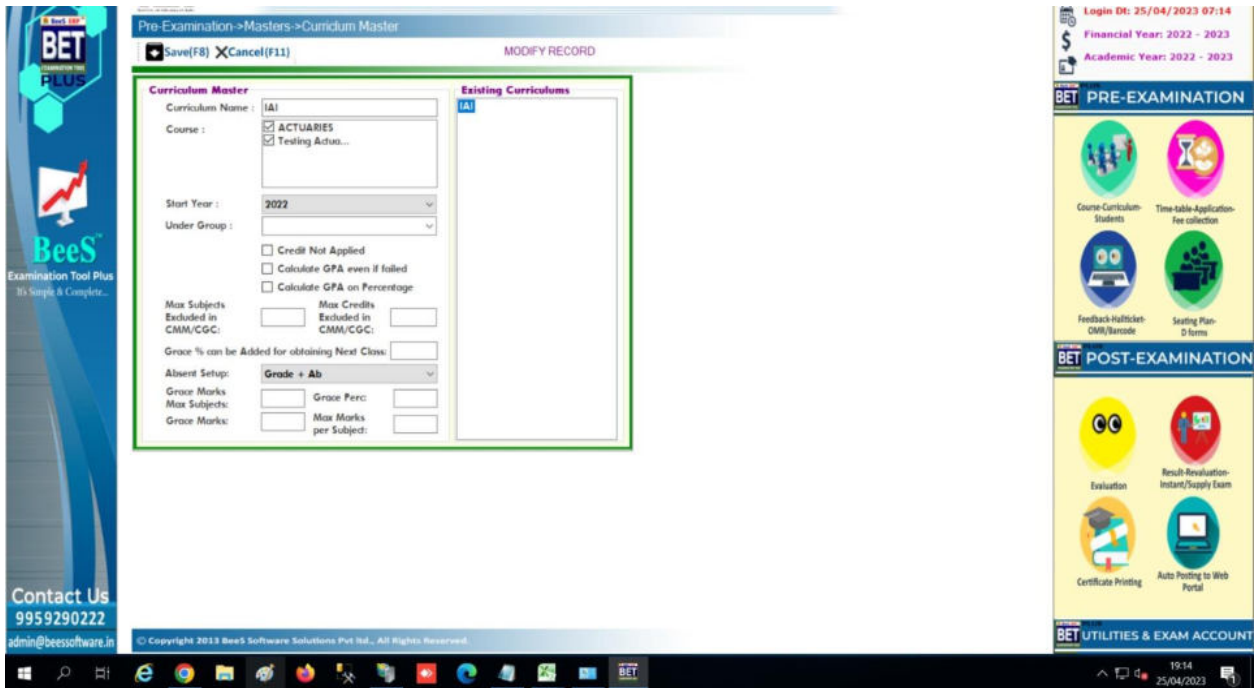 BeeS ERP
BET
EXAMINATION TOOL
PLUS
BeeS™
Examination Tool Plus
It's Simple & Complete...
Contact Us
9959290222
admin@beessoftware.in
Pre-Examination->Masters->Curriclum Master
Save(F8) Cancel(F11)
MODIFY RECORD
Curriculum Master
Curriculum Name : IAI
Course :
ACTUARIES
Testing Actua...
Start Year : 2022
Under Group :
Credit Not Applied
Calculate GPA even if failed
Calculate GPA on Percentage
Max Subjects
Excluded in
CMM/CGC:
Max Credits
Excluded in
CMM/CGC:
Grace % can be Added for obtaining Next Class:
Absent Setup: Grade + Ab
Grace Marks
Max Subjects:
Grace Perc:
Grace Marks:
Max Marks
per Subject:
Existing Curriculums
IAI
© Copyright 2013 BeeS Software Solutions Pvt ltd., All Rights Reserved.
Login Dt: 25/04/2023 07:14
Financial Year: 2022 - 2023
Academic Year: 2022 - 2023
BET PRE-EXAMINATION
Course-Curriculum-
Students
Time-table-Application-
Fee collection
Feedback-Hallticket-
OMR/Barcode
Seating Plan-
D forms
BET POST-EXAMINATION
Evaluation
Result-Revaluation-
Instant/Supply Exam
Certificate Printing
Auto Posting to Web
Portal
BET UTILITIES & EXAM ACCOUNT
BET
19:14
25/04/2023
1